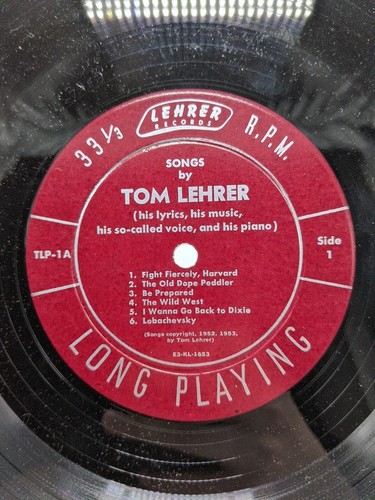 LEHRER
RECORDS
33 1/3 R.P.M.
SONGS
by
TOM LEHRER
(his lyrics, his music,
his so-called voice, and his piano)
TLP-1A
Side
1
1. Fight Fiercely, Harvard
2. The Old Dope Peddler
3. Be Prepared
4. The Wild West
5. I Wanna Go Back to Dixie
6. Lobachevsky
(Songs copyright, 1952, 1953,
by Tom Lehrer)
E3-KL-1653
LONG PLAYING